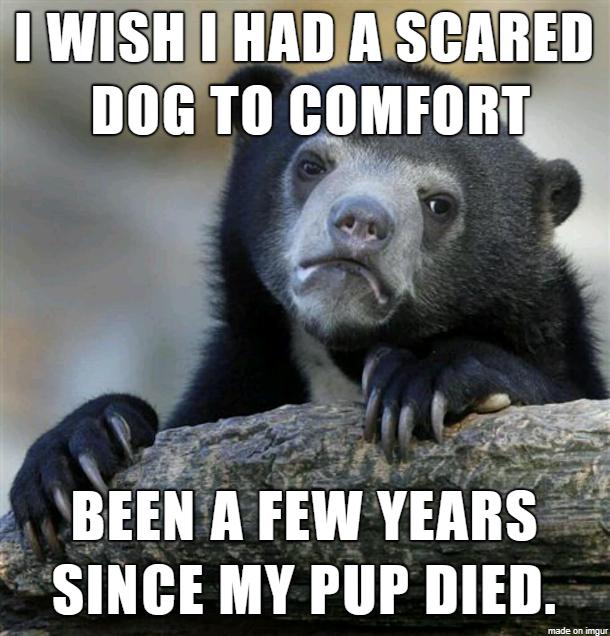 I WISH I HAD A SCARED
DOG TO COMFORT
BEEN A FEW YEARS
SINCE MY PUP DIED.
made on imgur